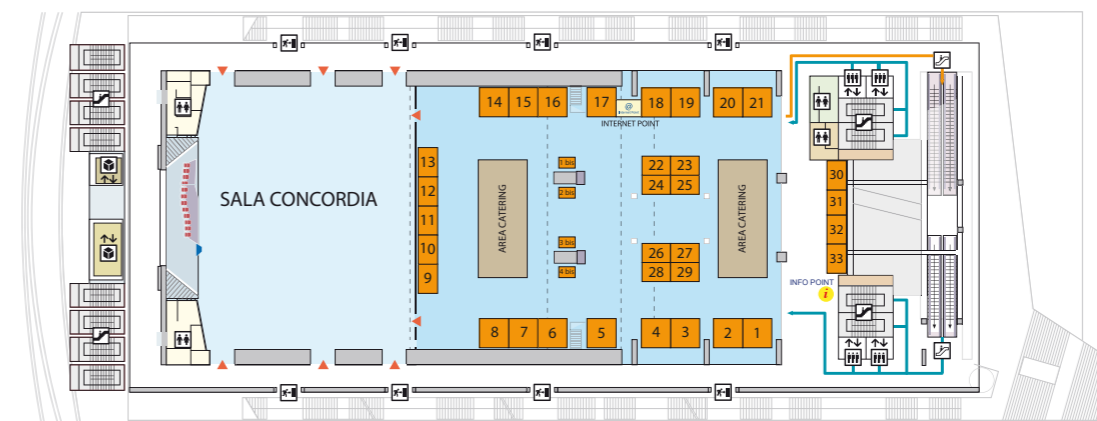 14 15 16 17 18 19 20 21
@
INTERNET POINT
13
12
11
10
9
SALA CONCORDIA
AREA CATERING
1 bis
2 bis
3 bis
4 bis
22 23
24 25
26 27
28 29
AREA CATERING
30
31
32
33
INFO POINT
i
8 7 6 5 4 3 2 1